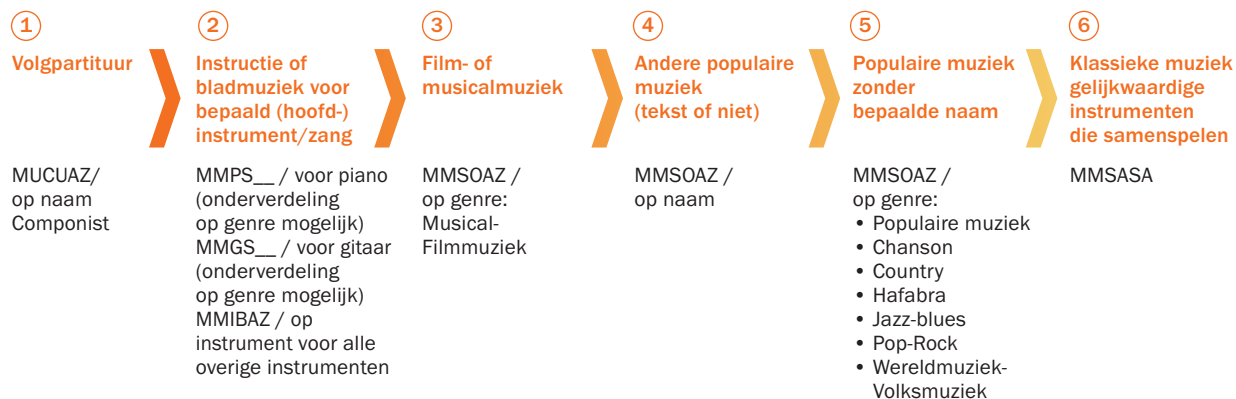 1
Volgpartituur
MUCUAZ/
op naam
Componist
2
Instructie of
bladmuziek voor
bepaald (hoofd-)
instrument/zang
MMPS__ / voor piano
(onderverdeling
op genre mogelijk)
MMGS__ / voor gitaar
(onderverdeling
op genre mogelijk)
MMIBAZ / op
instrument voor alle
overige instrumenten
3
Film- of
musicalmuziek
MMSOAZ /
op genre:
Musical-
Filmmuziek
4
Andere populaire
muziek
(tekst of niet)
MMSOAZ /
op naam
5
Populaire muziek
zonder
bepaalde naam
MMSOAZ /
op genre:
• Populaire muziek
• Chanson
• Country
• Hafabra
• Jazz-blues
• Pop-Rock
• Wereldmuziek-
Volksmuziek
6
Klassieke muziek
gelijkwaardige
instrumenten
die samenspelen
MMSASA